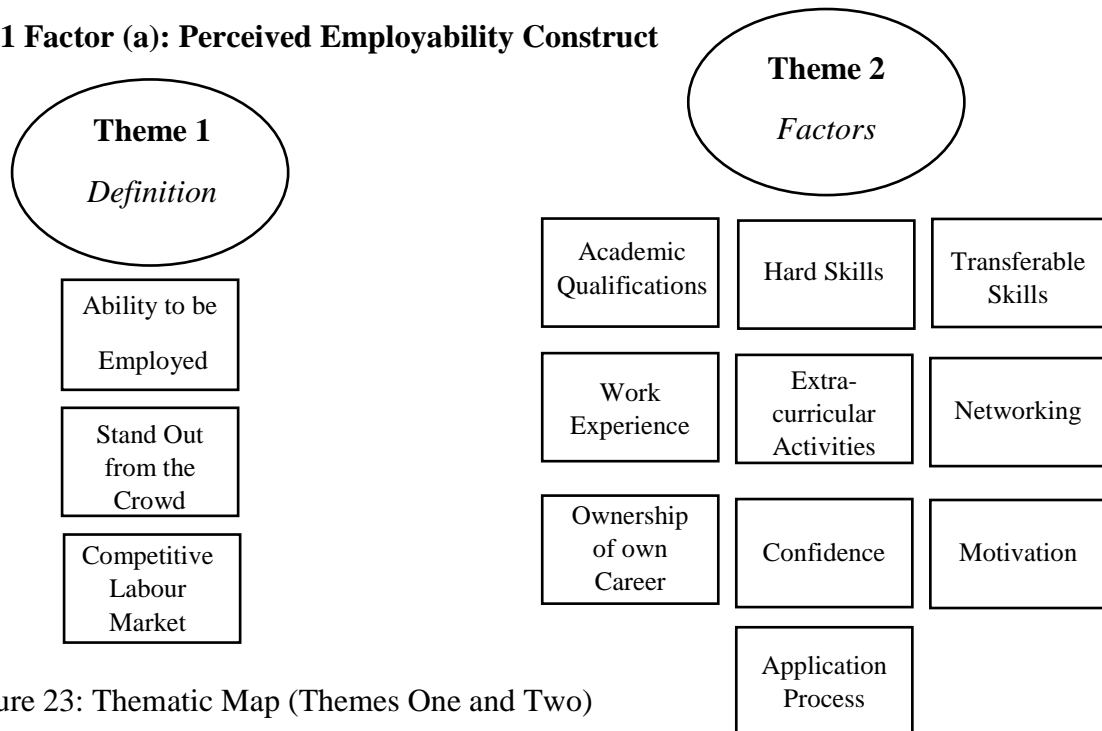 1 Factor (a): Perceived Employability Construct
Theme 1
Definition
Ability to be
Employed
Stand Out
from the
Crowd
Competitive
Labour
Market
Theme 2
Factors
Academic
Qualifications
Hard Skills
Transferable
Skills
Work
Experience
Extra-
curricular
Activities
Networking
Ownership
of own
Career
Confidence
Motivation
Application
Process
ure 23: Thematic Map (Themes One and Two)